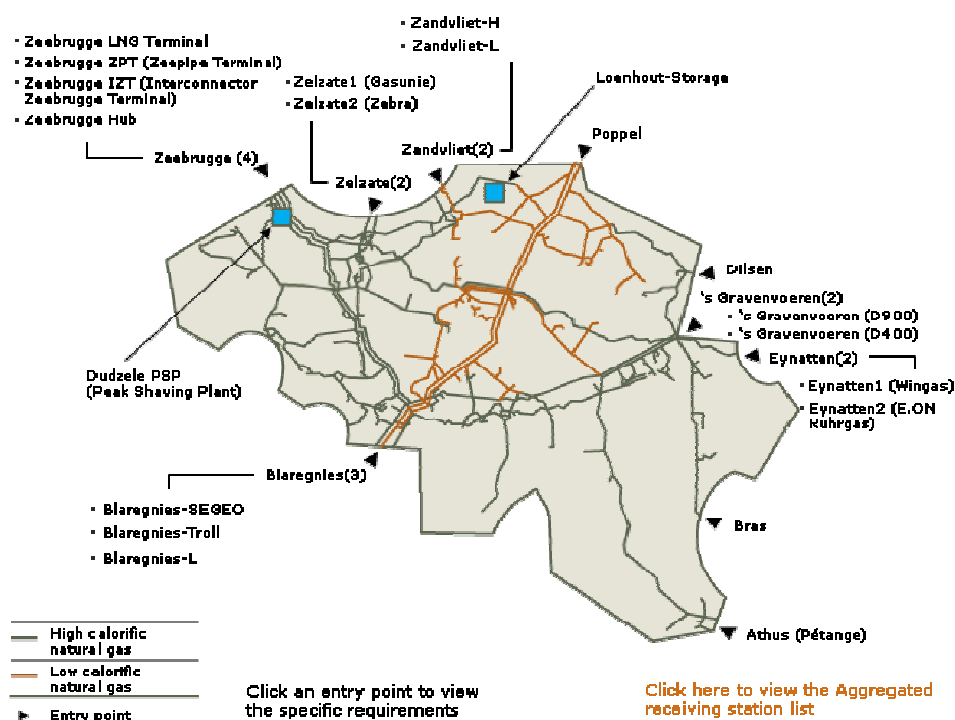 ▪ Zandvliet-H
▪ Zandvliet-L
▪ Zeebrugge LNG Terminal
▪ Zeebrugge ZPT (Zeepipe Terminal)
▪ Zeebrugge IZT (Interconnector
Zeebrugge Terminal)
▪ Zeebrugge Hub
▪ Zelzate1 (Gasunie)
▪ Zelzate2 (Zebra)
Loenhout-Storage
Poppel
Zandvliet(2)
Zeebrugge (4)
Zelzate(2)
Dilsen
's Gravenvoeren(2)
▪ 's Gravenvoeren (D900)
▪ 's Gravenvoeren (D400)
Eynatten(2)
▪ Eynatten1 (Wingas)
▪ Eynatten2 (E.ON
Ruhrgas)
Dudzele PSP
(Peak Shaving Plant)
Blaregnies(3)
▪ Blaregnies-SEGEO
▪ Blaregnies-Troll
▪ Blaregnies-L
Bras
Athus (Pétange)
High calorific
natural gas
Low calorific
natural gas
Entry point
Click an entry point to view
the specific requirements
Click here to view the Aggregated
receiving station list